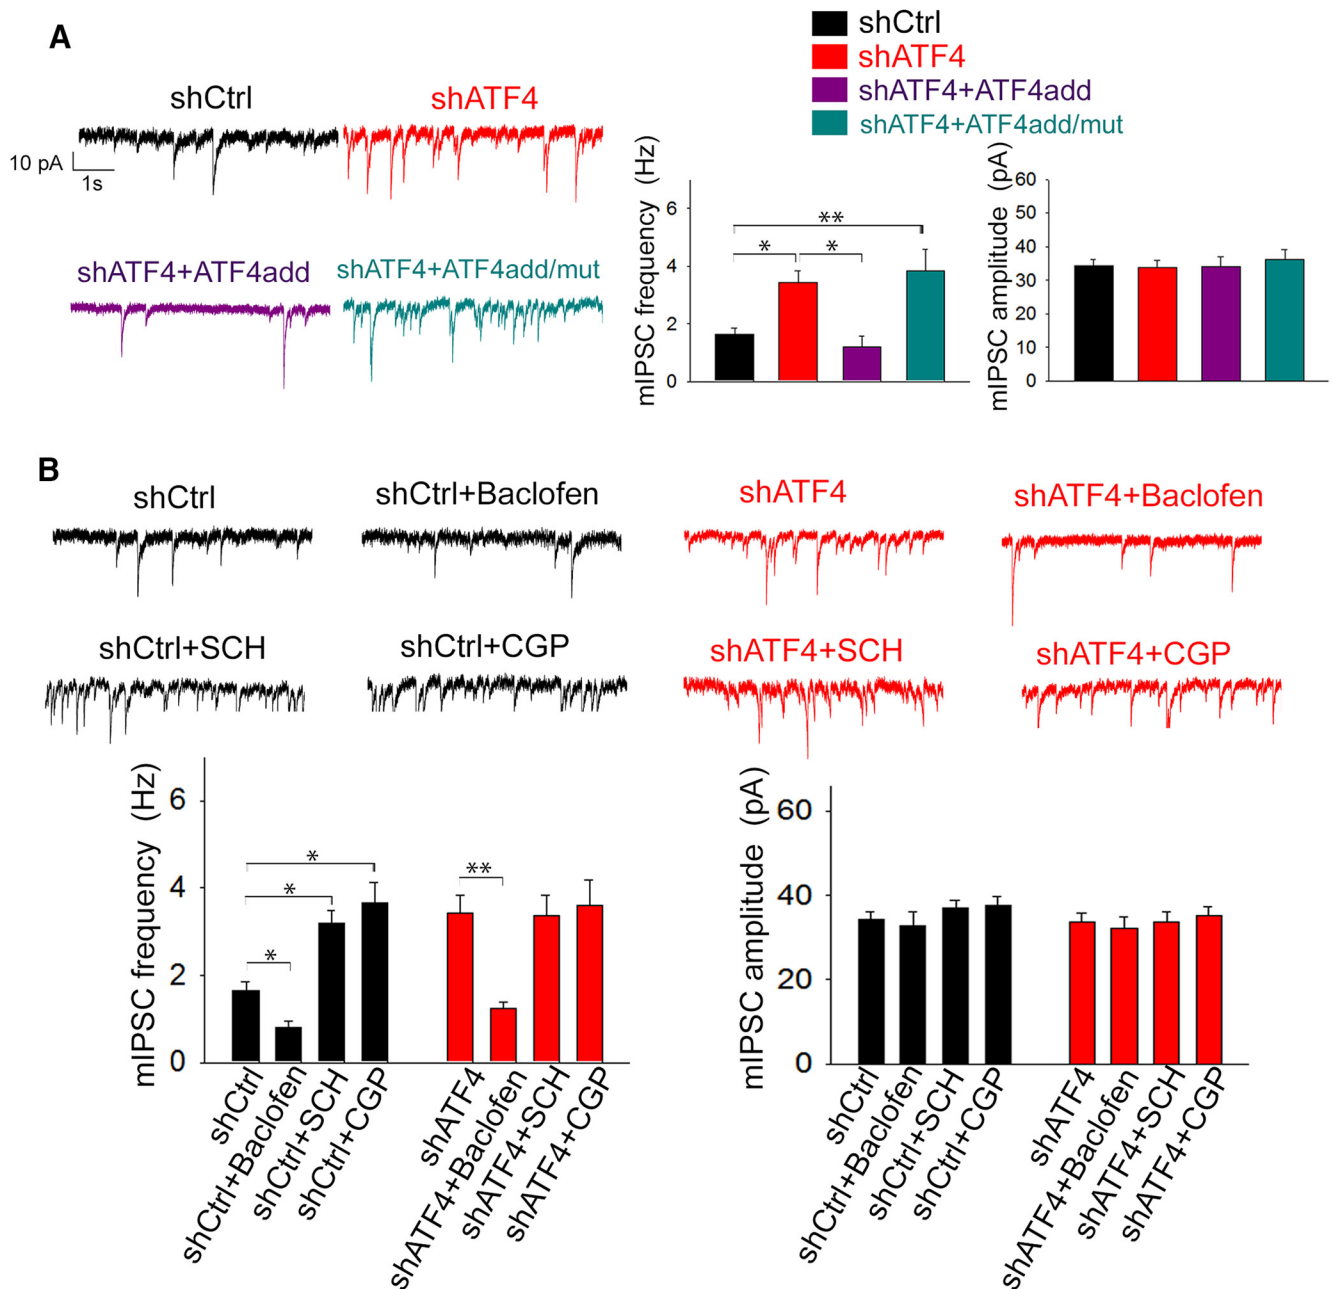 A
shCtrl
shATF4
shATF4+ATF4add
shATF4+ATF4add/mut
shCtrl
shATF4
10 pA
1s
shATF4+ATF4add
shATF4+ATF4add/mut
mIPSC frequency (Hz)
6
4
2
0
**
*
*
mIPSC amplitude (pA)
60
50
40
30
20
10
0
B
shCtrl
shCtrl+Baclofen
shATF4
shATF4+Baclofen
shCtrl+SCH
shCtrl+CGP
shATF4+SCH
shATF4+CGP
mIPSC frequency (Hz)
6
4
2
0
*
*
*
**
shCtrl
shCtrl+Baclofen
shCtrl+SCH
shCtrl+CGP
shATF4
shATF4+Baclofen
shATF4+SCH
shATF4+CGP
mIPSC amplitude (pA)
60
40
20
0
shCtrl
shCtrl+Baclofen
shCtrl+SCH
shCtrl+CGP
shATF4
shATF4+Baclofen
shATF4+SCH
shATF4+CGP